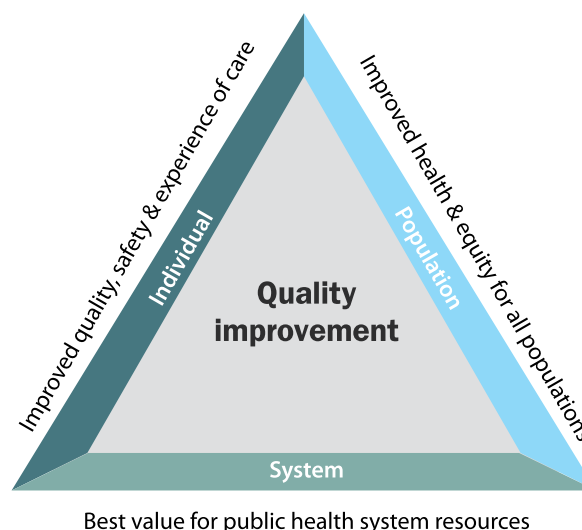 Improved quality, safety & experience of care
Individual
Improved health & equity for all populations
Population
Quality
improvement
System
Best value for public health system resources